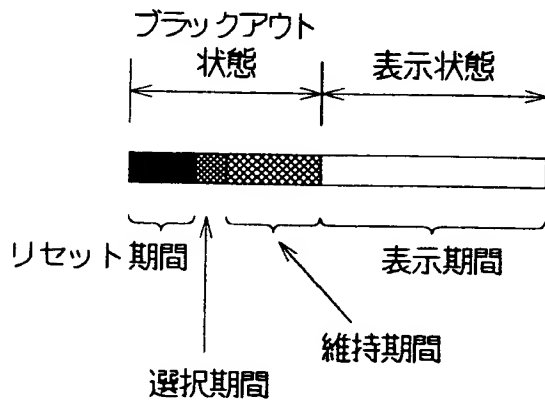 ブラックアウト
状態
表示状態
リセット期間
表示期間
維持期間
選択期間